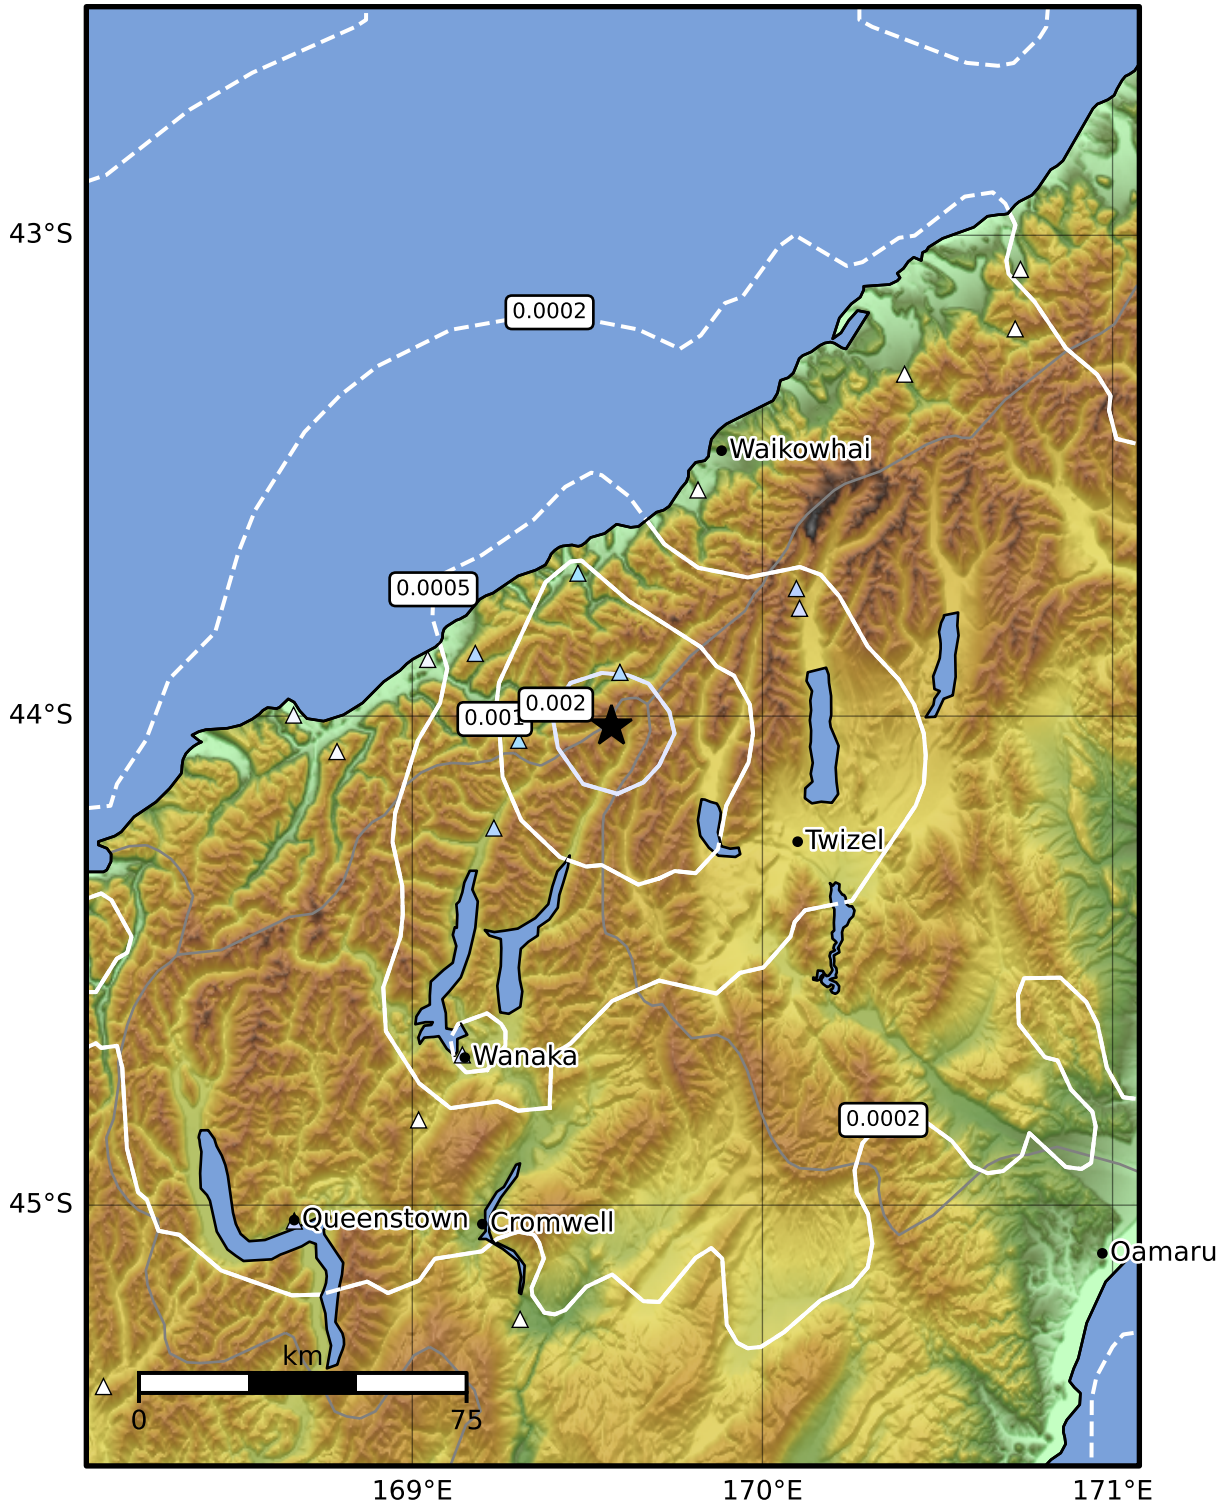 43°S
0.0002
Waikowhai
0.0005
44°S
0.001
0.002
Twizel
Wanaka
0.0002
45°S
Queenstown
Cromwell
Oamaru
km
0
75
169°E
170°E
171°E